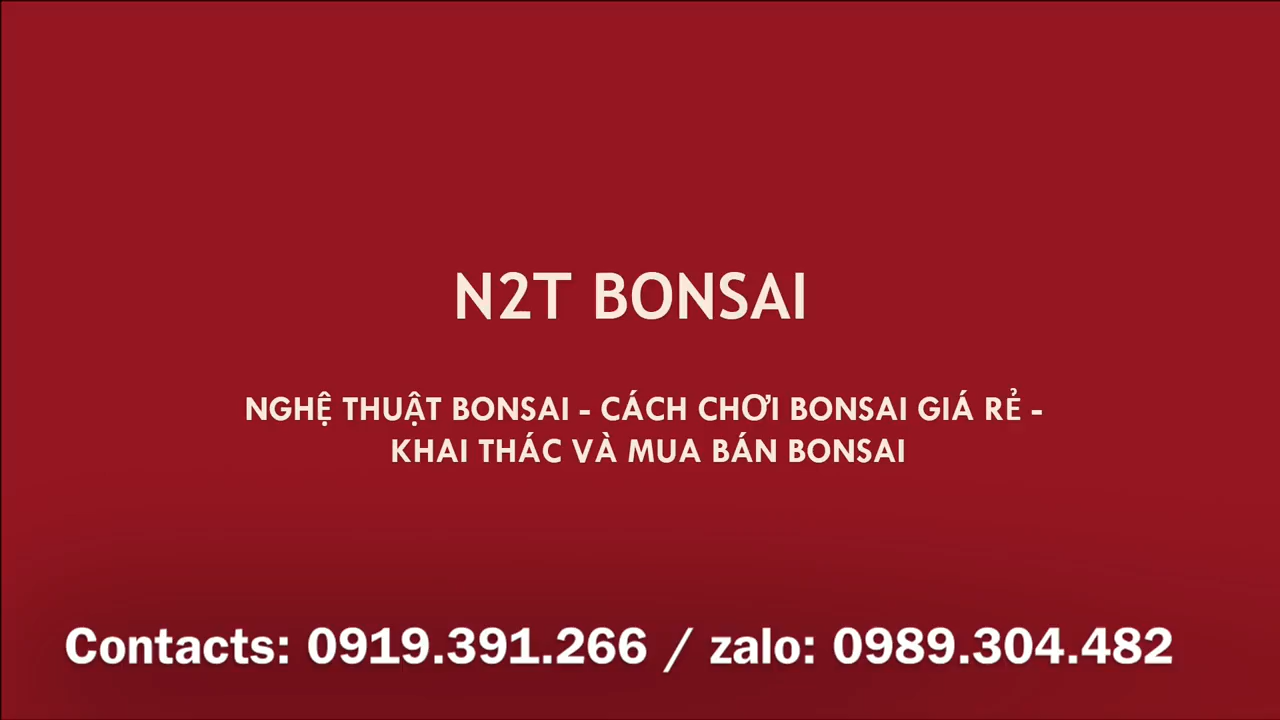 N2T BONSAI
NGHỆ THUẬT BONSAI - CÁCH CHƠI BONSAI GIÁ RẺ -
KHAI THÁC VÀ MUA BÁN BONSAI
Contacts: 0919.391.266 / zalo: 0989.304.482